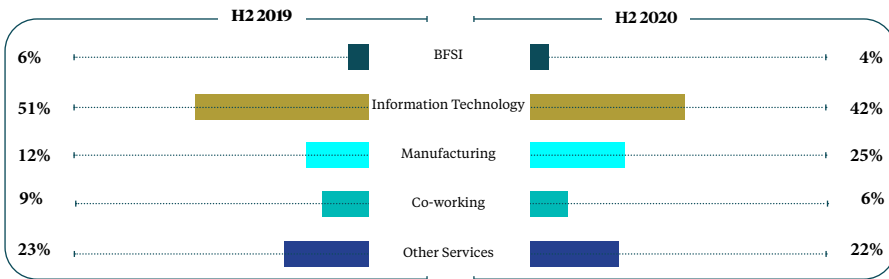 H2 2019 H2 2020
6% BFSI 4%
51% Information Technology 42%
12% Manufacturing 25%
9% Co-working 6%
23% Other Services 22%